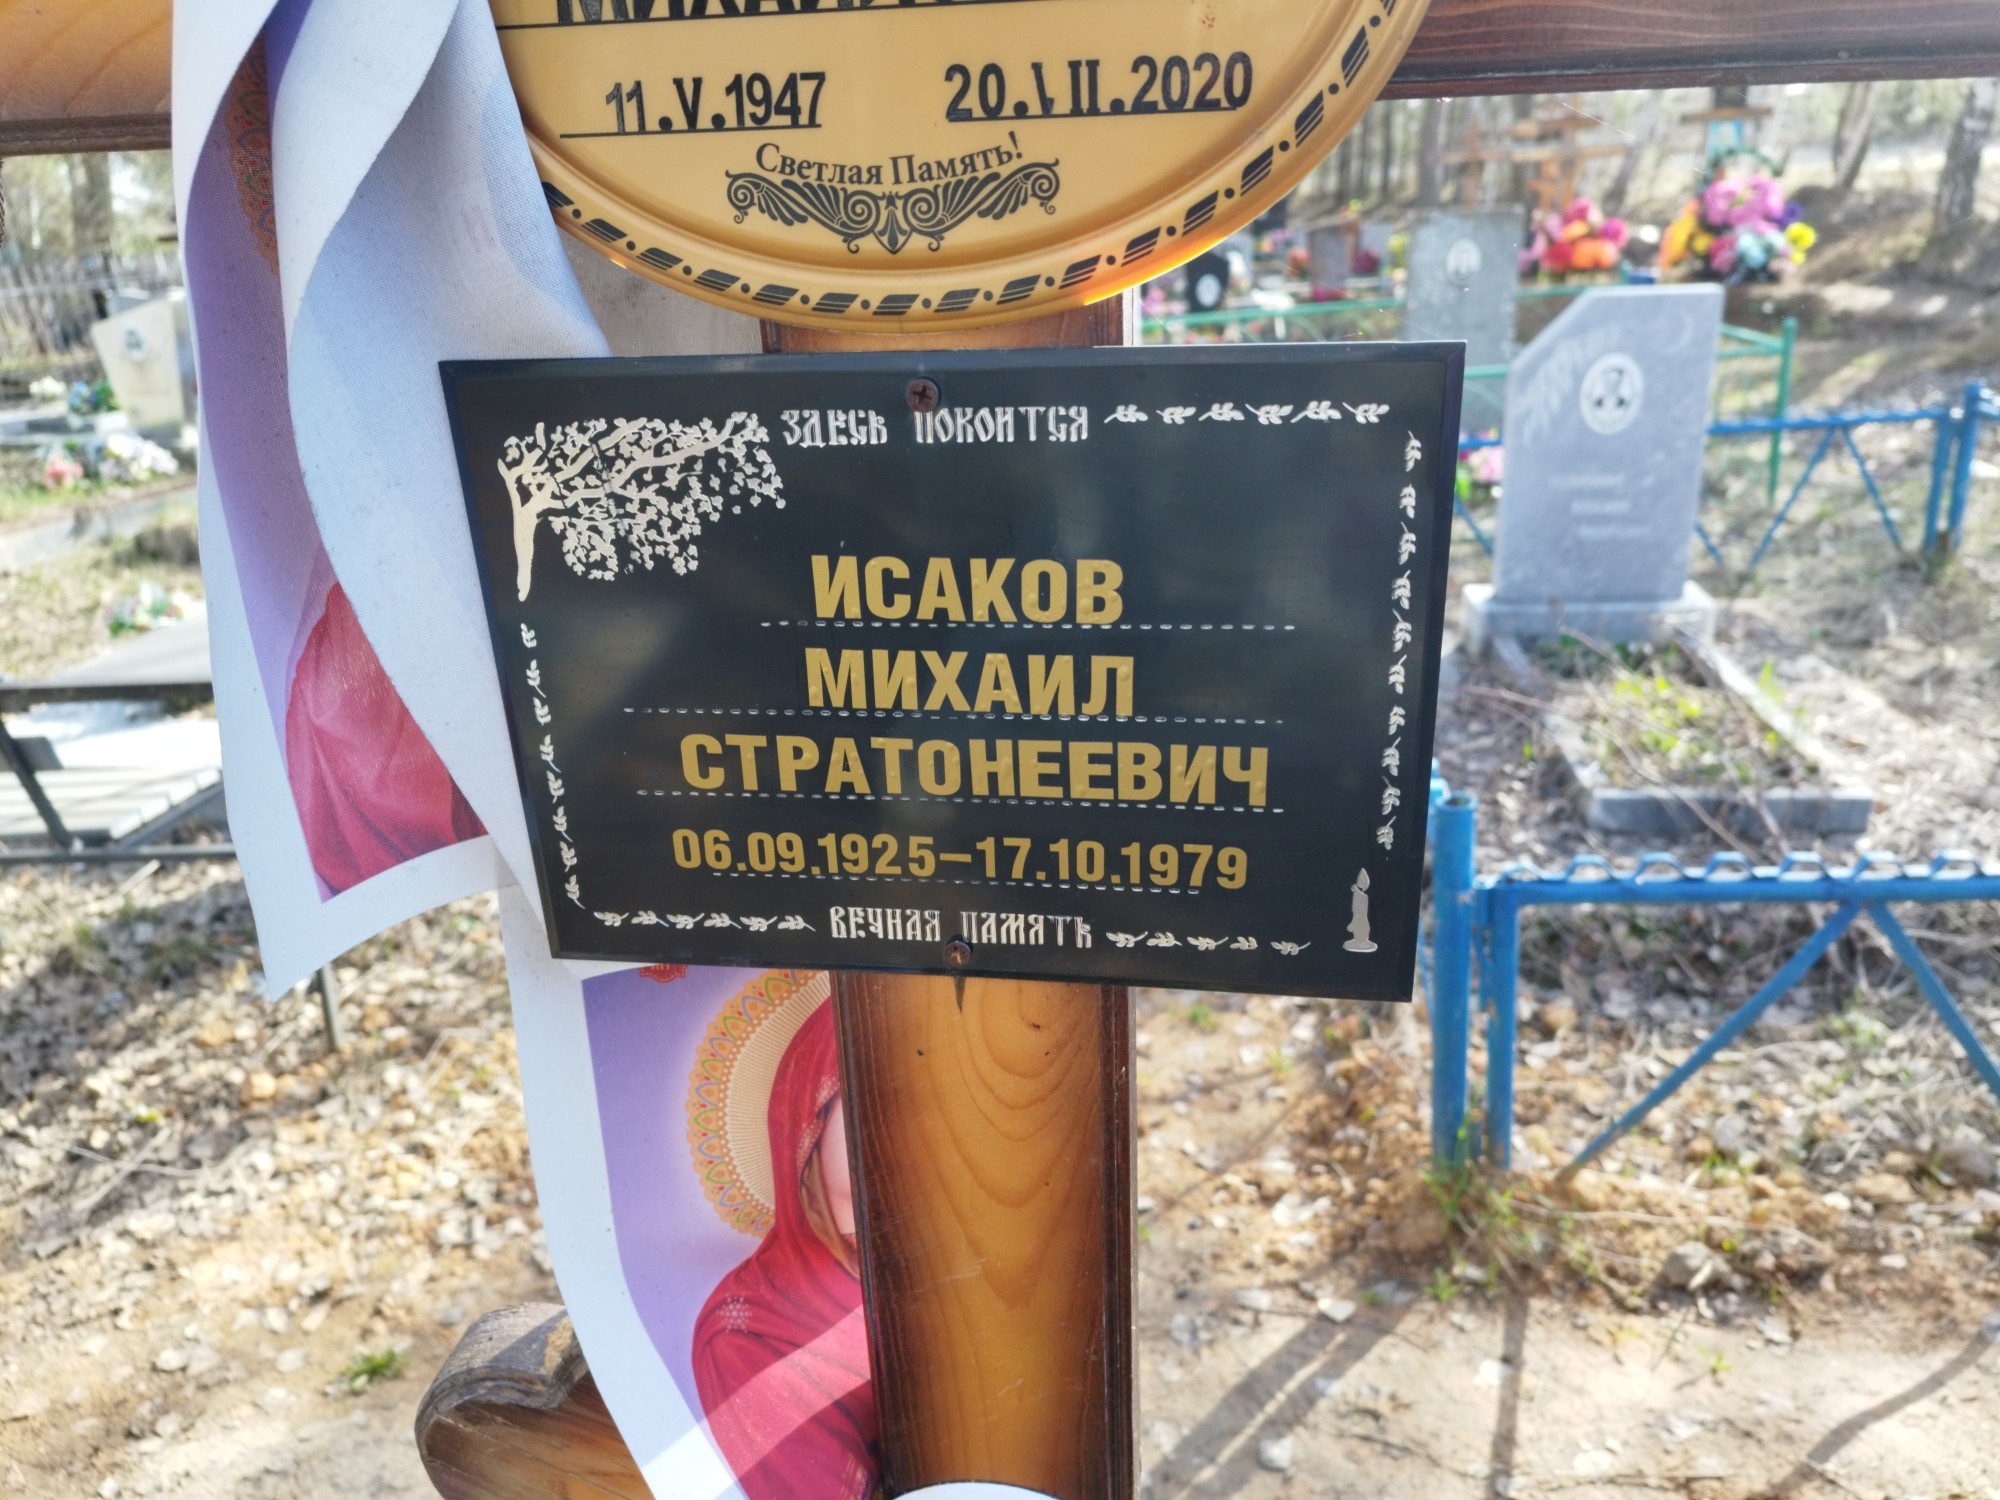 11.V.1947 20.VII.2020
Светлая Память!
ЗДЕСЬ ПОКОИТСЯ
ИСАКОВ
МИХАИЛ
СТРАТОНЕЕВИЧ
06.09.1925–17.10.1979
ВЕЧНАЯ ПАМЯТЬ